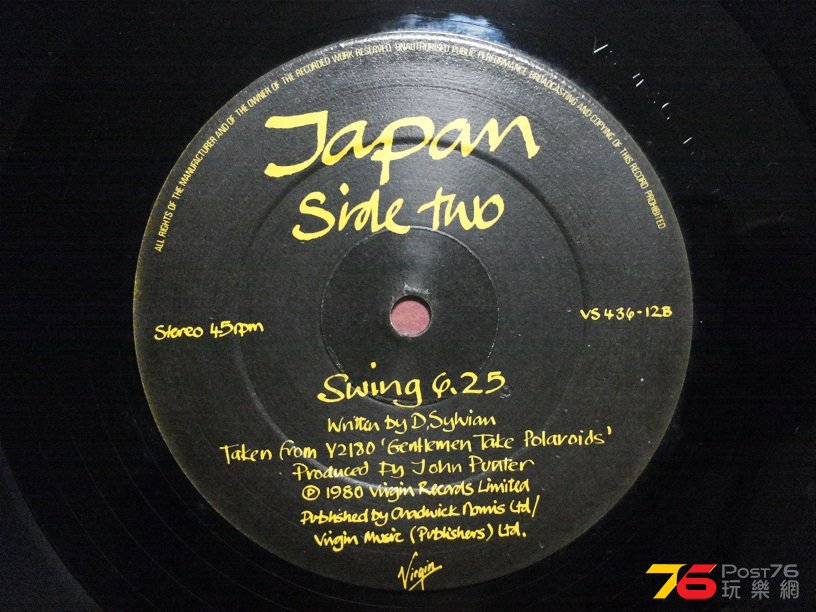 ALL RIGHTS OF THE MANUFACTURER AND OF THE OWNER OF THE RECORDED WORK RESERVED. UNAUTHORISED PUBLIC PERFORMANCE BROADCASTING AND COPYING OF THIS RECORD PROHIBITED
Japan
Side two
Stereo 45rpm
VS 436-12B
Swing 6.25
Written by D. Sylvian
Taken from V2180 'Gentlemen Take Polaroids'
Produced by John Punter
℗ 1980 Virgin Records Limited
Published by Chadwick Nomis Ltd/
Virgin Music (Publishers) Ltd.
Virgin
76 Post76
玩樂網